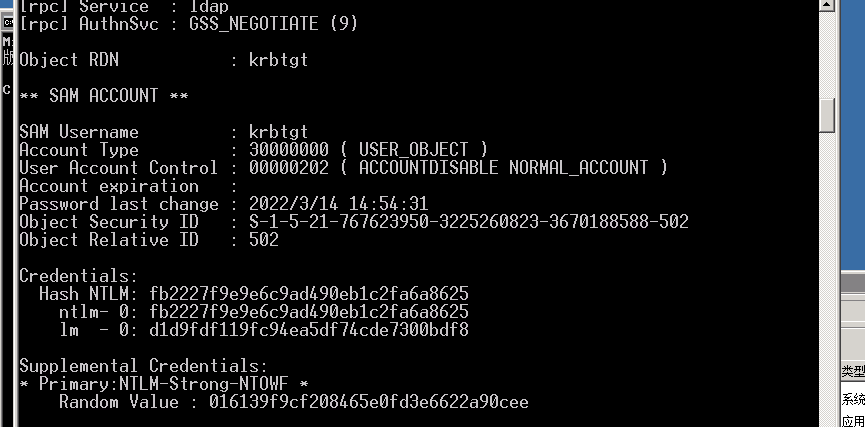 [rpc] Service  : ldap
[rpc] AuthnSvc : GSS_NEGOTIATE (9)
Object RDN           : krbtgt
** SAM ACCOUNT **
SAM Username         : krbtgt
Account Type         : 30000000 ( USER_OBJECT )
User Account Control : 00000202 ( ACCOUNTDISABLE NORMAL_ACCOUNT )
Account expiration   :
Password last change : 2022/3/14 14:54:31
Object Security ID   : S-1-5-21-767623950-3225260823-3670188588-502
Object Relative ID   : 502
Credentials:
  Hash NTLM: fb2227f9e9e6c9ad490eb1c2fa6a8625
    ntlm- 0: fb2227f9e9e6c9ad490eb1c2fa6a8625
    lm  - 0: d1d9fdf119fc94ea5df74cde7300bdf8
Supplemental Credentials:
* Primary:NTLM-Strong-NTOWF *
    Random Value : 016139f9cf208465e0fd3e6622a90cee
类型
系统
应用